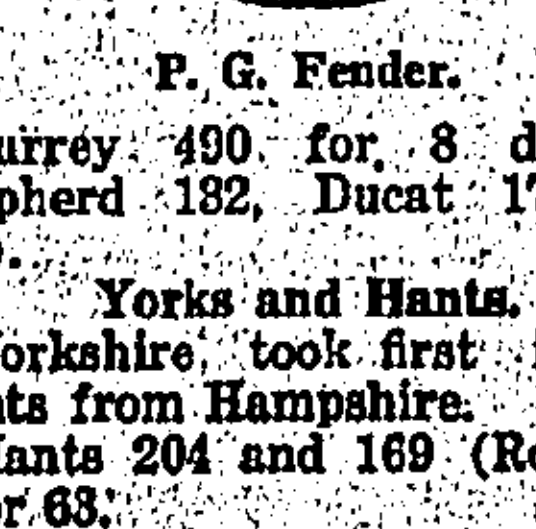 P. G. Fender.
urrey 490 for 8 d
pherd 182, Ducat 1
Yorks and Hants.
orkshire took first
ts from Hampshire.
ants 204 and 169 (Ro
r 63.